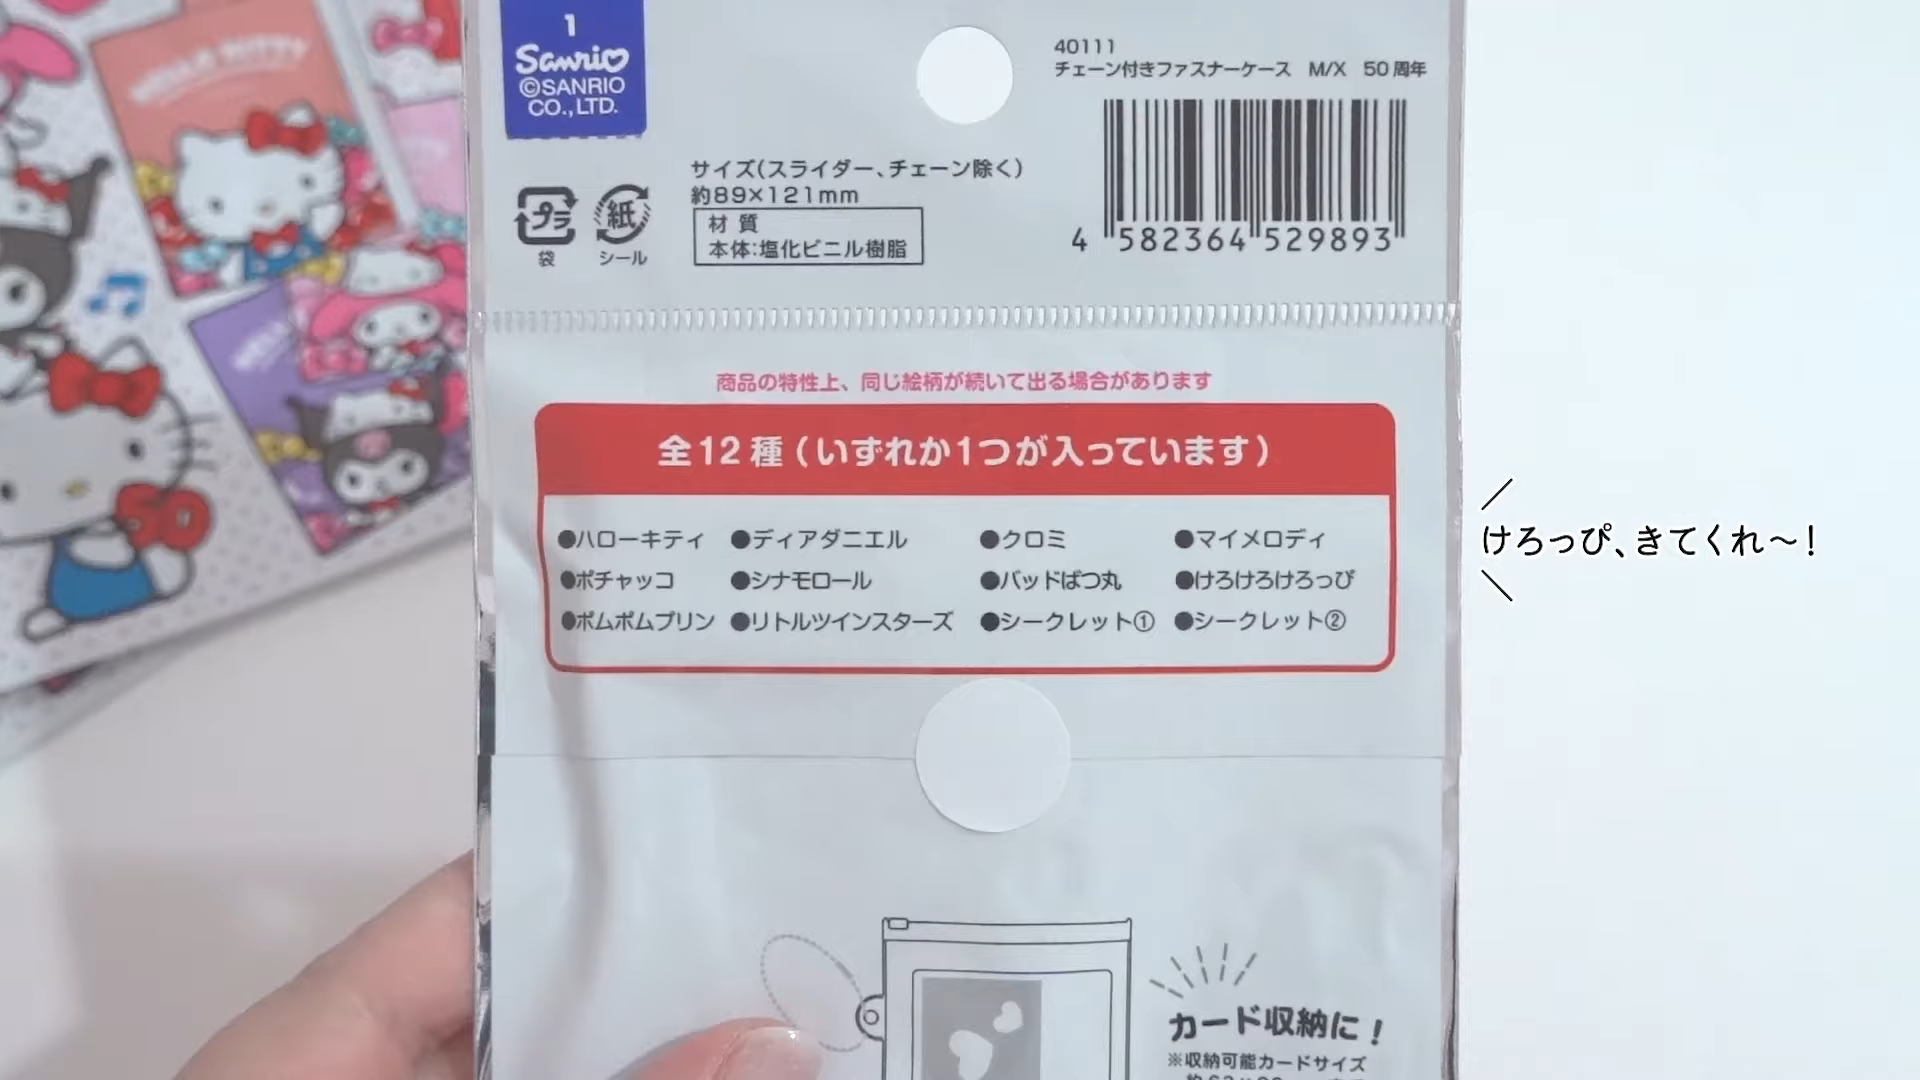 1
Sanrio
©SANRIO
CO.,LTD.
40111
チェーン付きファスナーケース M/X 50周年
4 582364 529893
サイズ(スライダー、チェーン除く)
約89×121mm
材質
本体:塩化ビニル樹脂
プラ
袋
紙
シール
商品の特性上、同じ絵柄が続いて出る場合があります
全12種(いずれか1つが入っています)
●ハローキティ ●ディアダニエル ●クロミ ●マイメロディ
●ポチャッコ ●シナモロール ●バッドばつ丸 ●けろけろけろっぴ
●ポムポムプリン ●リトルツインスターズ ●シークレット① ●シークレット②
けろっぴ、きてくれ〜!
カード収納に!
※収納可能カードサイズ
HELLO KITTY
50